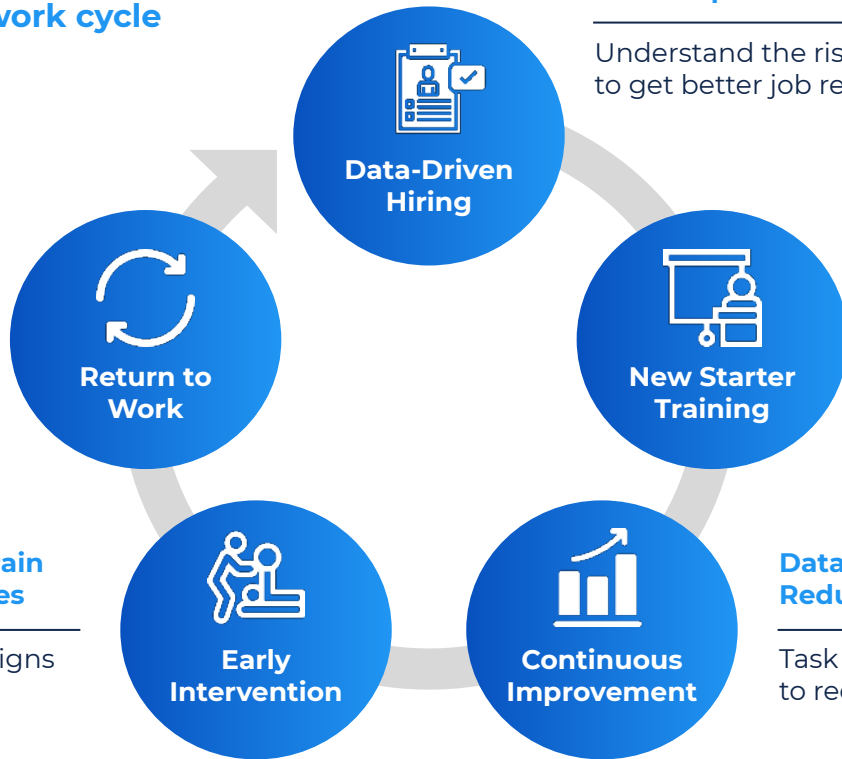 work cycle
Understand the ris
to get better job re
Data-Driven
Hiring
Return to
Work
New Starter
Training
ain
es
igns
Early
Intervention
Continuous
Improvement
Data
Redu
Task
to re